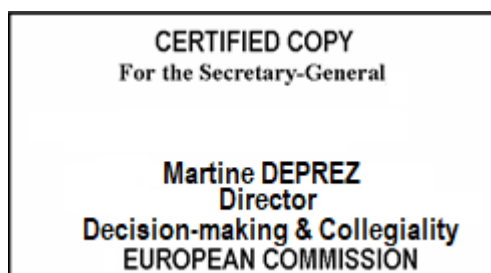 CERTIFIED COPY
For the Secretary-General
Martine DEPREZ
Director
Decision-making & Collegiality
EUROPEAN COMMISSION